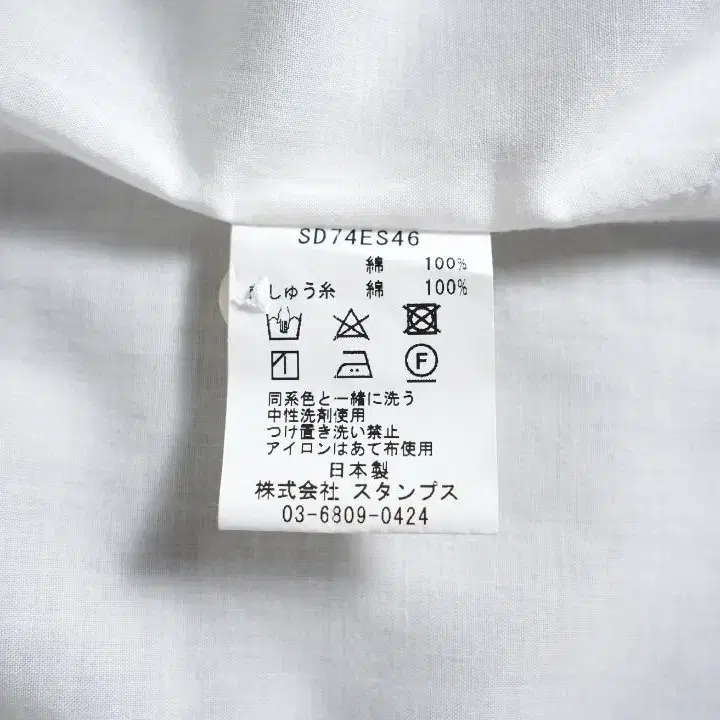 SD74ES46
綿 100%
しゅう糸 綿 100%
F
同系色と一緒に洗う
中性洗剤使用
つけ置き洗い禁止
アイロンはあて布使用
日本製
株式会社 スタンプス
03-6809-0424